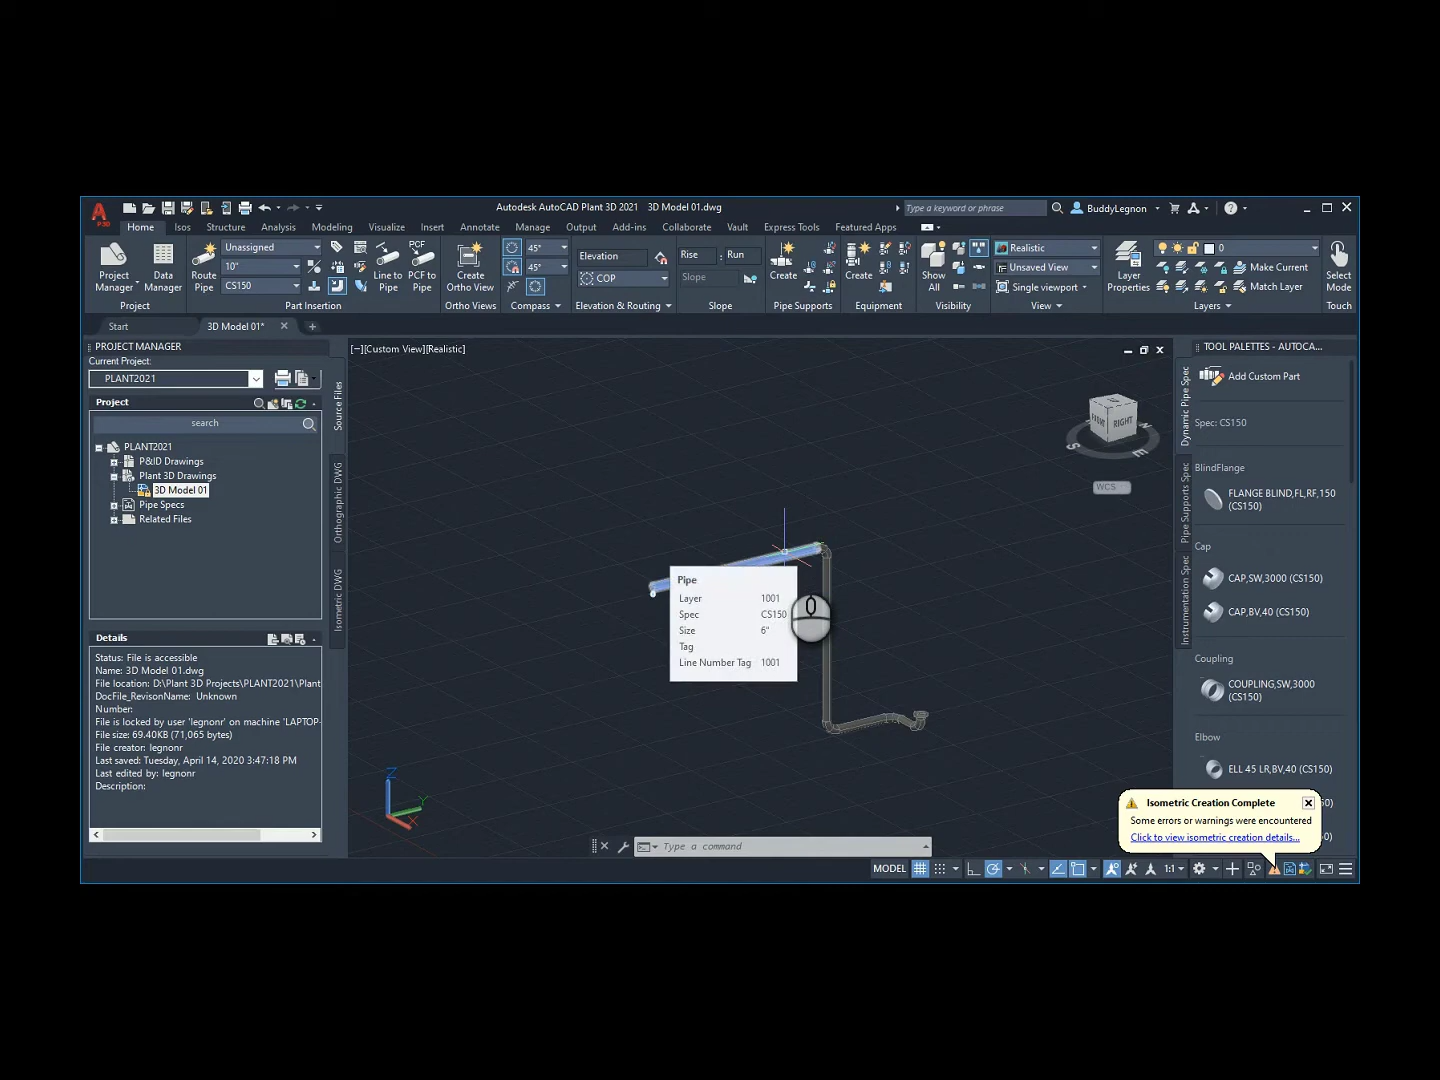 Autodesk AutoCAD Plant 3D 2021 3D Model 01.dwg
Type a keyword or phrase
BuddyLegnon
Home Isos Structure Analysis Modeling Visualize Insert Annotate Manage Output Add-ins Collaborate Vault Express Tools Featured Apps
Project Manager
Data Manager
Project
Route Pipe
Unassigned
10"
CS150
Line to Pipe
PCF to Pipe
PCF
Part Insertion
Create Ortho View
Ortho Views
45°
45°
Compass
Elevation
COP
Elevation & Routing
Rise : Run
Slope
Slope
Create
Pipe Supports
Create
Equipment
Show All
Visibility
Realistic
Unsaved View
Single viewport
View
Layer Properties
0
Make Current
Match Layer
Layers
Select Mode
Touch
Start
3D Model 01*
PROJECT MANAGER
Current Project:
PLANT2021
Project
search
PLANT2021
P&ID Drawings
Plant 3D Drawings
3D Model 01
Pipe Specs
Related Files
Source Files
Orthographic DWG
Isometric DWG
Details
Status: File is accessible
Name: 3D Model 01.dwg
File location: D:\Plant 3D Projects\PLANT2021\Plant
DocFile_RevisonName: Unknown
Number:
File is locked by user 'legnonr' on machine 'LAPTOP-
File size: 69.40KB (71,065 bytes)
File creator: legnonr
Last saved: Tuesday, April 14, 2020 3:47:18 PM
Last edited by: legnonr
Description:
[−][Custom View][Realistic]
RIGHT
S
E
WCS
Pipe
Layer 1001
Spec CS150
Size 6"
Tag
Line Number Tag 1001
Z
Y
X
Type a command
TOOL PALETTES - AUTOCA...
Dynamic Pipe Spec
Pipe Supports Spec
Instrumentation Spec
Add Custom Part
Spec: CS150
BlindFlange
FLANGE BLIND,FL,RF,150 (CS150)
Cap
CAP,SW,3000 (CS150)
CAP,BV,40 (CS150)
Coupling
COUPLING,SW,3000 (CS150)
Elbow
ELL 45 LR,BV,40 (CS150)
Isometric Creation Complete
Some errors or warnings were encountered
Click to view isometric creation details...
MODEL
1:1